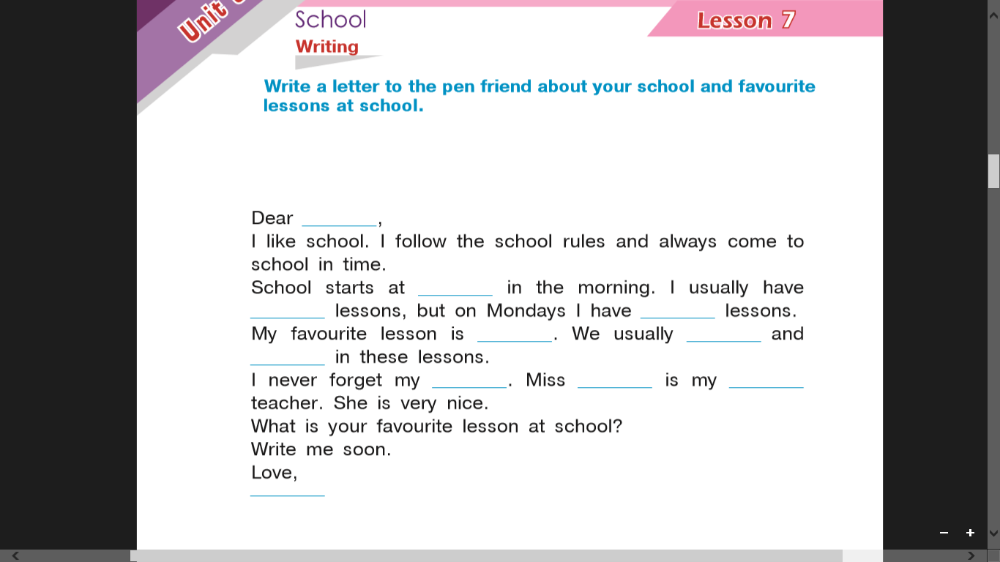 Unit
School
Lesson 7
Writing
Write a letter to the pen friend about your school and favourite
lessons at school.
Dear ________,
I like school. I follow the school rules and always come to
school in time.
School starts at ________ in the morning. I usually have
________ lessons, but on Mondays I have ________ lessons.
My favourite lesson is ________. We usually ________ and
________ in these lessons.
I never forget my ________. Miss ________ is my ________
teacher. She is very nice.
What is your favourite lesson at school?
Write me soon.
Love,
________